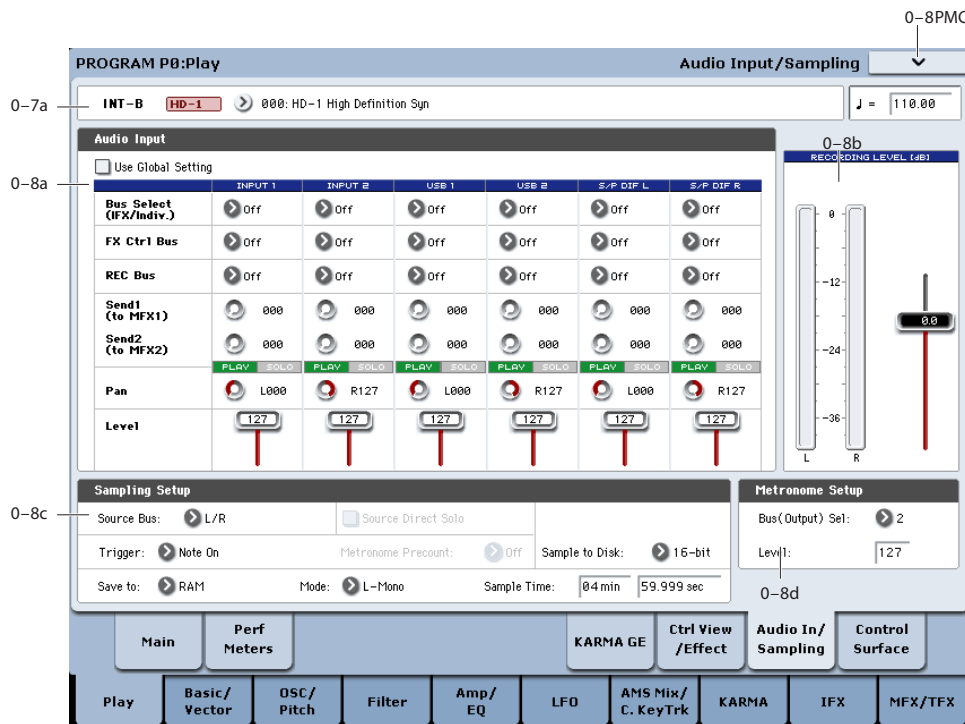 0–8PMC
PROGRAM P0:Play Audio Input/Sampling
0–7a INT-B HD-1 000: HD-1 High Definition Syn ♩ = 110.00
Audio Input
0–8b
Use Global Setting
RECORDING LEVEL [dB]
0–8a
INPUT 1 INPUT 2 USB 1 USB 2 S/P DIF L S/P DIF R
Bus Select (IFX/Indiv.) Off Off Off Off Off Off
FX Ctrl Bus Off Off Off Off Off Off
REC Bus Off Off Off Off Off Off
Send1 (to MFX1) 000 000 000 000 000 000
Send2 (to MFX2) 000 000 000 000 000 000
PLAY SOLO PLAY SOLO PLAY SOLO PLAY SOLO PLAY SOLO PLAY SOLO
Pan L000 R127 L000 R127 L000 R127
Level 127 127 127 127 127 127
0
-12
-24
-36
0.0
L R
Sampling Setup
0–8c
Source Bus: L/R Source Direct Solo
Trigger: Note On Metronome Precount: Off Sample to Disk: 16-bit
Save to: RAM Mode: L-Mono Sample Time: 04 min 59.999 sec
Metronome Setup
Bus(Output) Sel: 2
Level: 127
0–8d
Main Perf Meters KARMA GE Ctrl View /Effect Audio In/ Sampling Control Surface
Play Basic/ Vector OSC/ Pitch Filter Amp/ EQ LFO AMS Mix/ C. KeyTrk KARMA IFX MFX/TFX